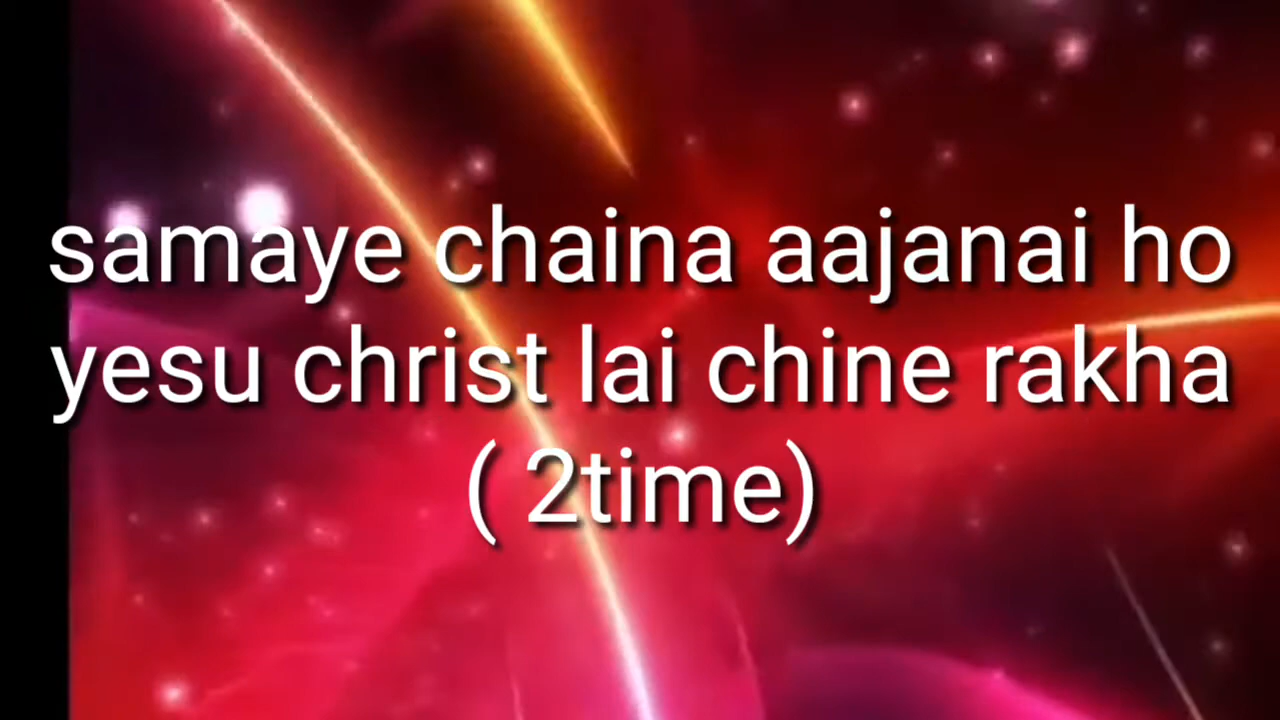 samaye chaina aajanai ho
yesu christ lai chine rakha
( 2time)